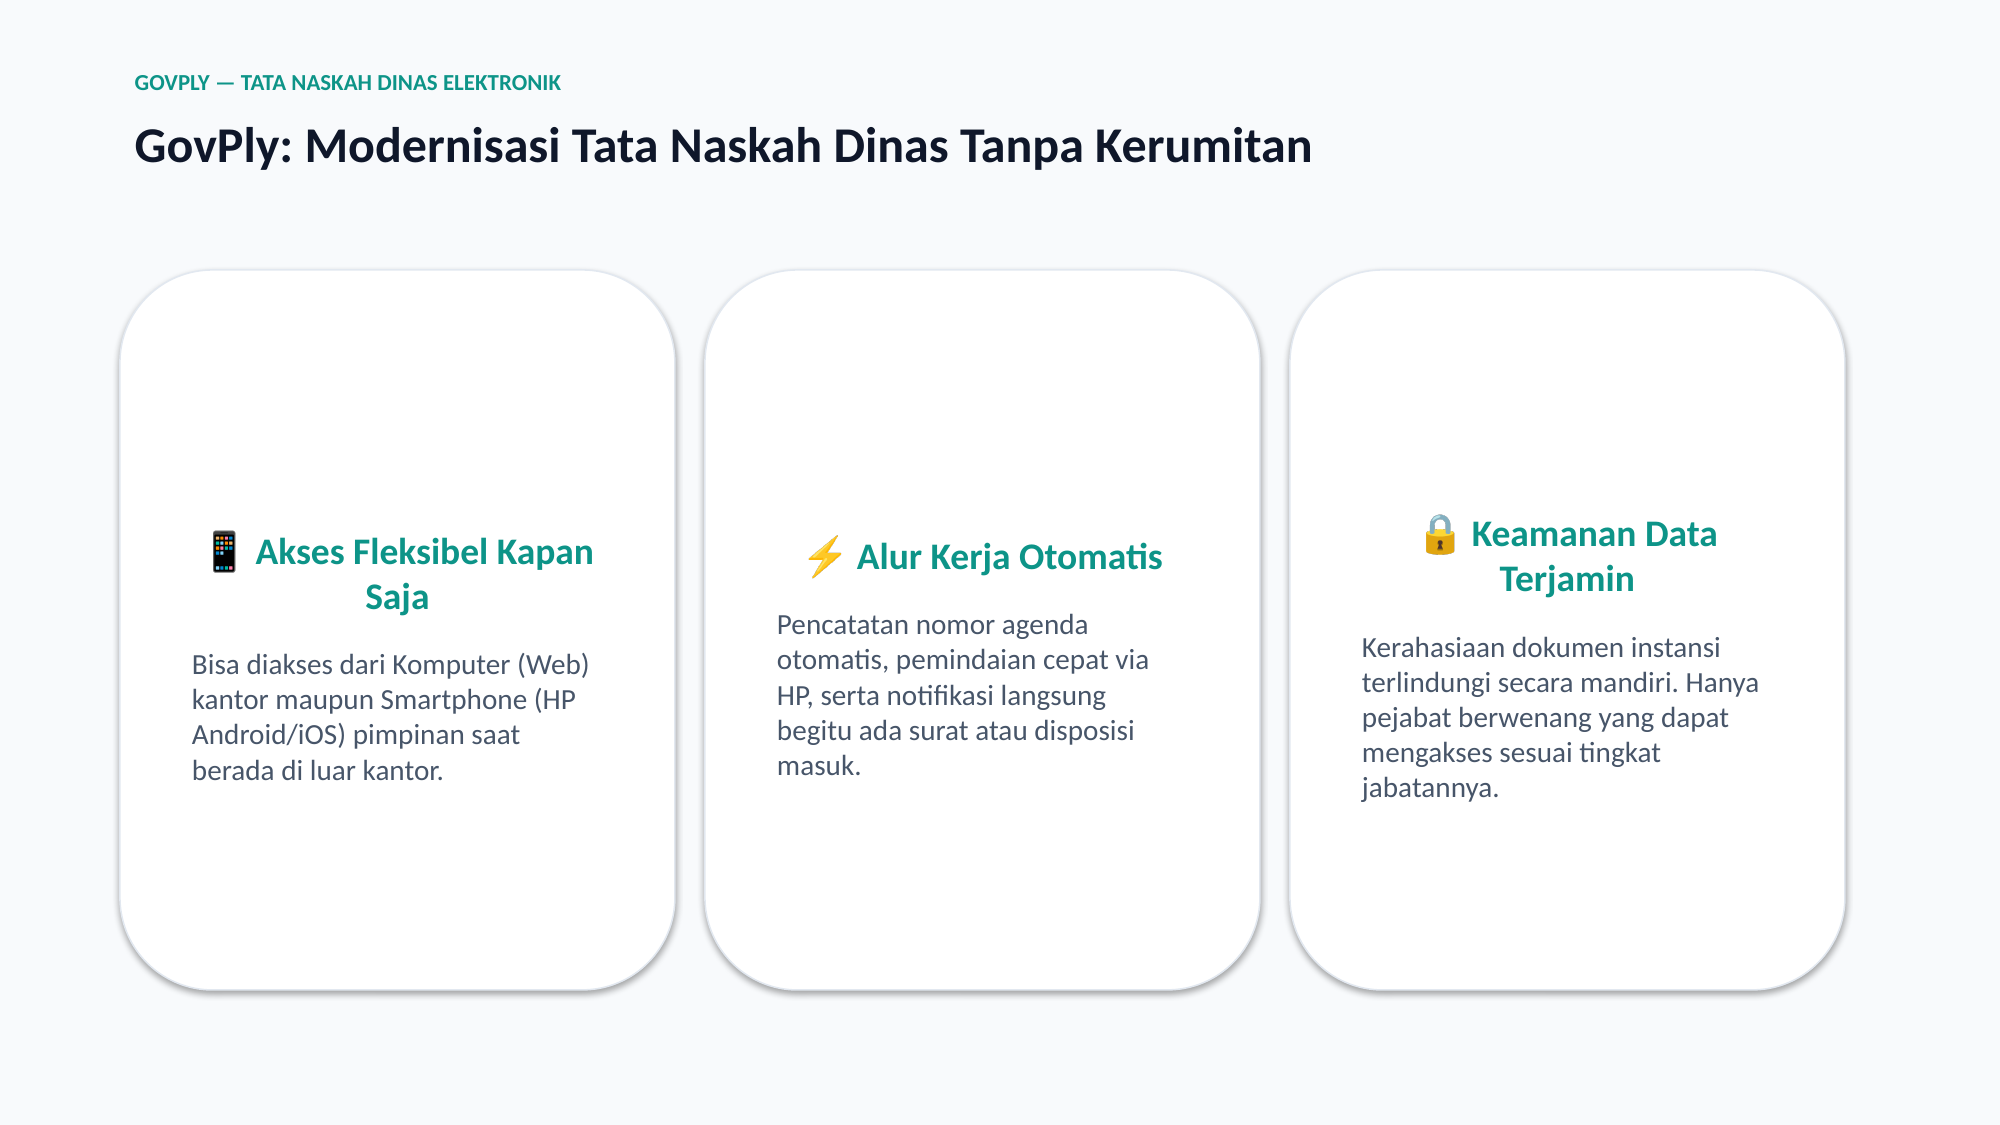 GOVPLY — TATA NASKAH DINAS ELEKTRONIK
GovPly: Modernisasi Tata Naskah Dinas Tanpa Kerumitan
📱 Akses Fleksibel Kapan
Saja
Bisa diakses dari Komputer (Web)
kantor maupun Smartphone (HP
Android/iOS) pimpinan saat
berada di luar kantor.
⚡ Alur Kerja Otomatis
Pencatatan nomor agenda
otomatis, pemindaian cepat via
HP, serta notifikasi langsung
begitu ada surat atau disposisi
masuk.
🔒 Keamanan Data
Terjamin
Kerahasiaan dokumen instansi
terlindungi secara mandiri. Hanya
pejabat berwenang yang dapat
mengakses sesuai tingkat
jabatannya.